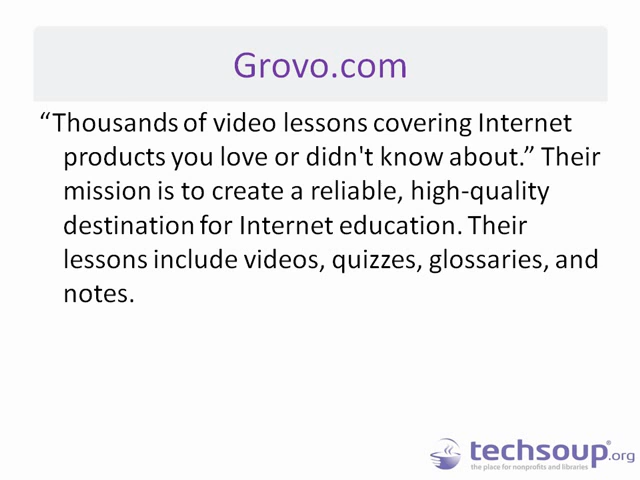 Grovo.com
“Thousands of video lessons covering Internet
products you love or didn't know about.” Their
mission is to create a reliable, high-quality
destination for Internet education. Their
lessons include videos, quizzes, glossaries, and
notes.
techsoup®.org
the place for nonprofits and libraries